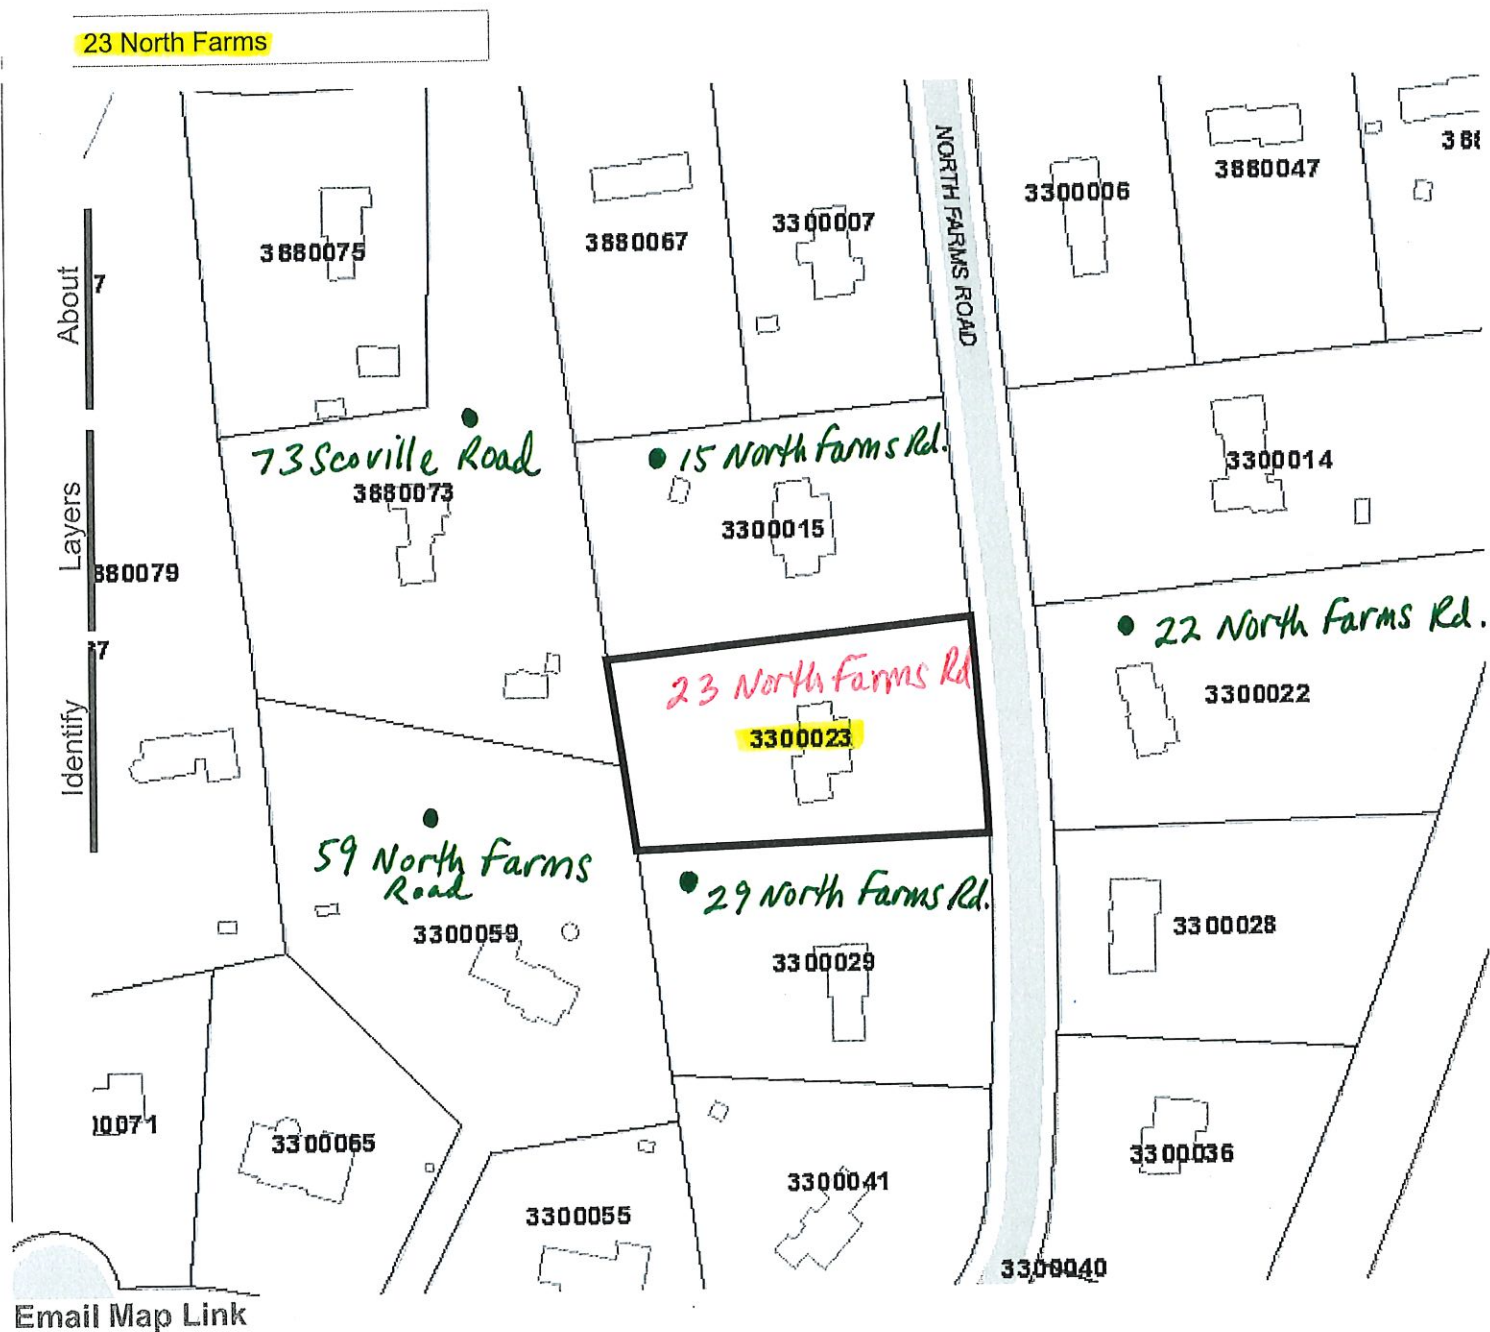 23 North Farms
NORTH FARMS ROAD
3880047
3300006
3300007
3880067
3880075
About
7
73 Scoville Road
3880073
15 North Farms Rd.
3300015
3300014
Layers
880079
22 North Farms Rd.
3300022
23 North Farms Rd
3300023
Identify
59 North Farms
Road
3300059
29 North Farms Rd.
3300029
3300028
3300065
3300055
3300041
3300036
3300040
Email Map Link